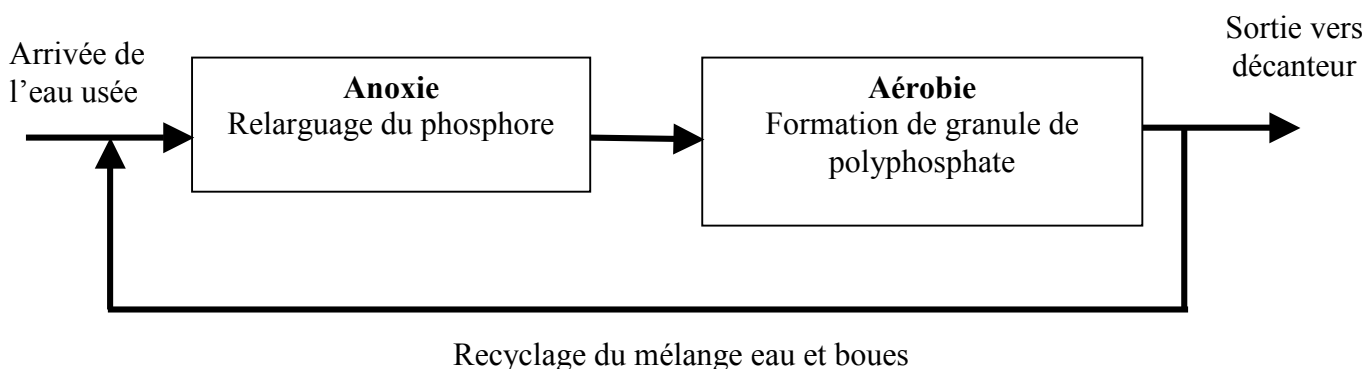 Arrivée de
l’eau usée
Anoxie
Relarguage du phosphore
Aérobie
Formation de granule de
polyphosphate
Sortie vers
décanteur
Recyclage du mélange eau et boues